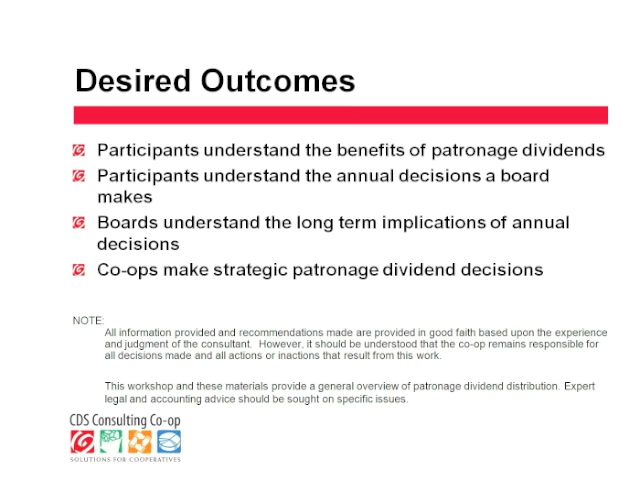 Desired Outcomes
Participants understand the benefits of patronage dividends
Participants understand the annual decisions a board
makes
Boards understand the long term implications of annual
decisions
Co-ops make strategic patronage dividend decisions
NOTE:
All information provided and recommendations made are provided in good faith based upon the experience
and judgment of the consultant. However, it should be understood that the co-op remains responsible for
all decisions made and all actions or inactions that result from this work.
This workshop and these materials provide a general overview of patronage dividend distribution. Expert
legal and accounting advice should be sought on specific issues.
CDS Consulting Co-op
SOLUTIONS FOR COOPERATIVES